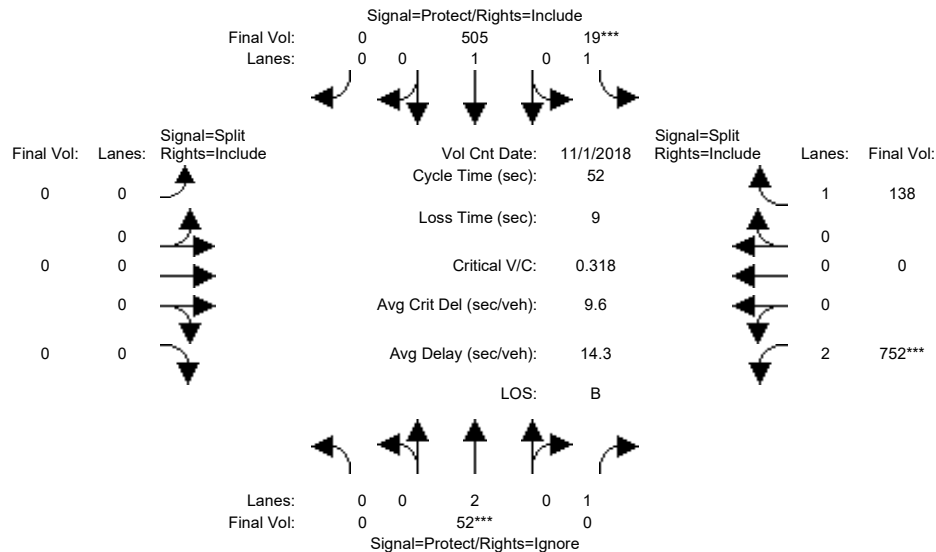 Signal=Protect/Rights=Include
Final Vol: 0 505 19***
Lanes: 0 0 1 0 1
Signal=Split
Final Vol: Lanes: Rights=Include
Vol Cnt Date: 11/1/2018
Signal=Split
Rights=Include Lanes: Final Vol:
Cycle Time (sec): 52
0 0
1 138
Loss Time (sec): 9
0
0
0 0
Critical V/C: 0.318
0 0
0
Avg Crit Del (sec/veh): 9.6
0
0 0
Avg Delay (sec/veh): 14.3
2 752***
LOS: B
Lanes: 0 0 2 0 1
Final Vol: 0 52*** 0
Signal=Protect/Rights=Ignore